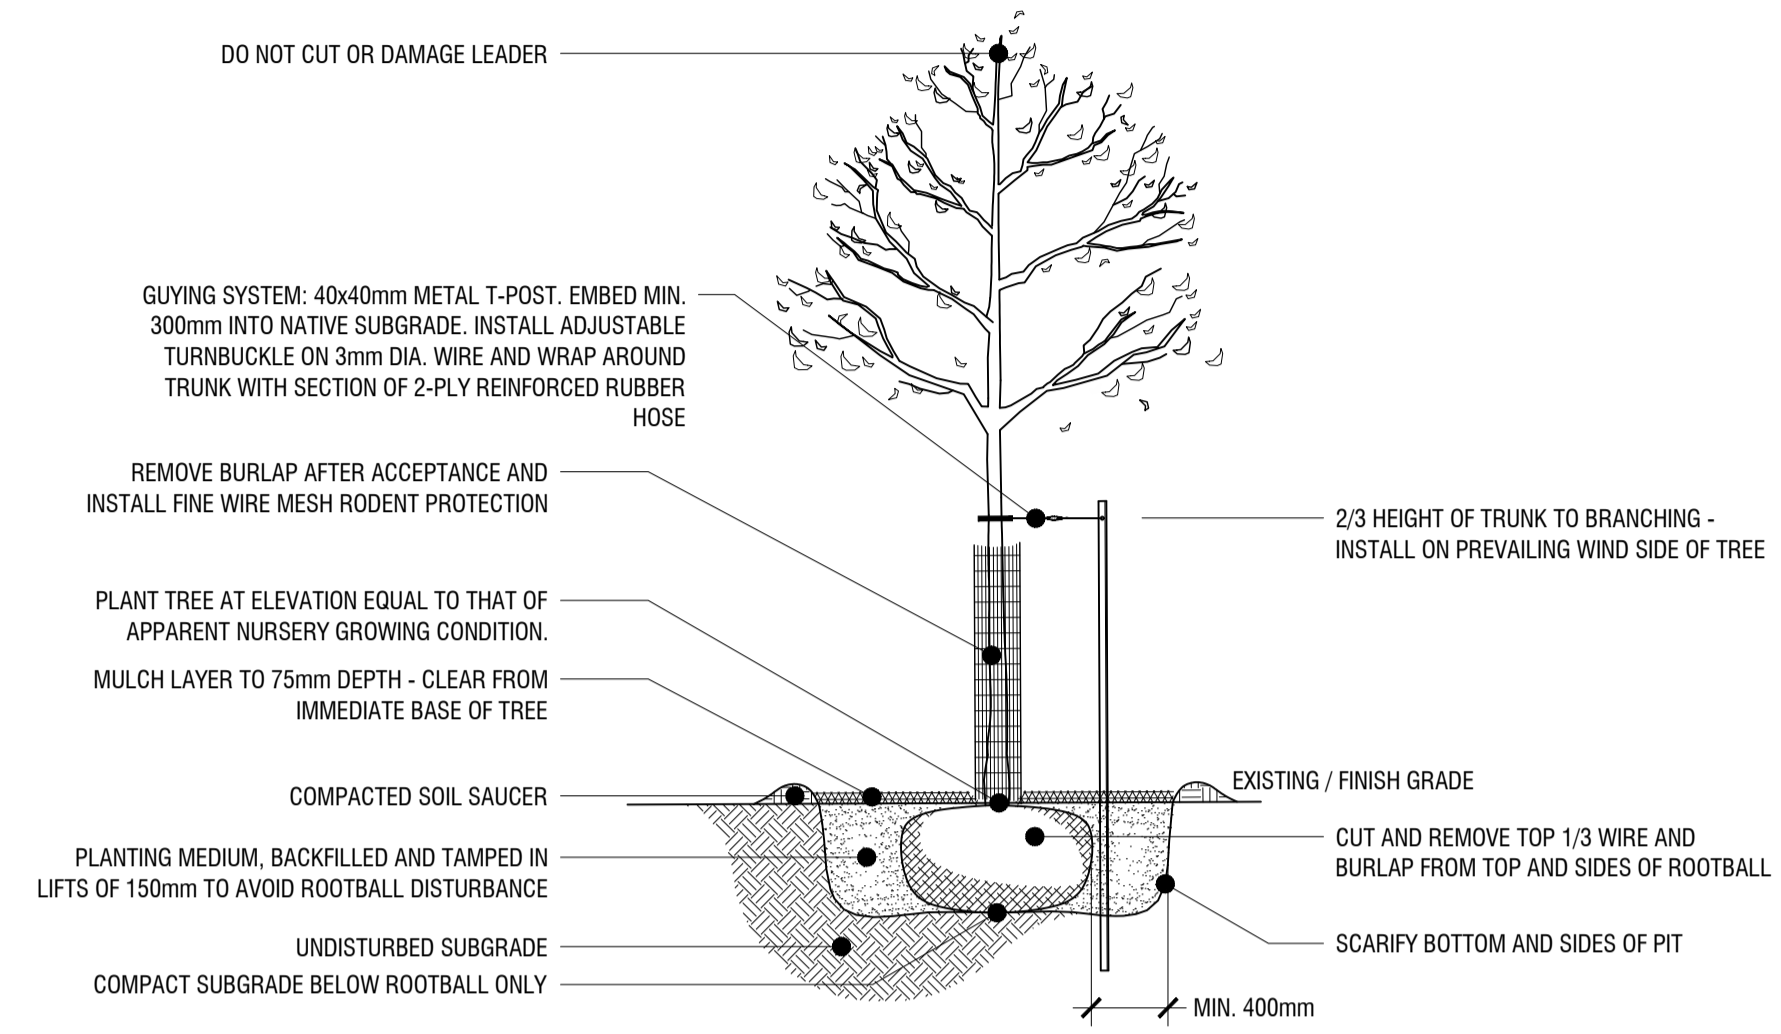 DO NOT CUT OR DAMAGE LEADER
GUYING SYSTEM: 40x40mm METAL T-POST. EMBED MIN.
300mm INTO NATIVE SUBGRADE. INSTALL ADJUSTABLE
TURNBUCKLE ON 3mm DIA. WIRE AND WRAP AROUND
TRUNK WITH SECTION OF 2-PLY REINFORCED RUBBER
HOSE
REMOVE BURLAP AFTER ACCEPTANCE AND
INSTALL FINE WIRE MESH RODENT PROTECTION
PLANT TREE AT ELEVATION EQUAL TO THAT OF
APPARENT NURSERY GROWING CONDITION.
MULCH LAYER TO 75mm DEPTH - CLEAR FROM
IMMEDIATE BASE OF TREE
COMPACTED SOIL SAUCER
PLANTING MEDIUM, BACKFILLED AND TAMPED IN
LIFTS OF 150mm TO AVOID ROOTBALL DISTURBANCE
UNDISTURBED SUBGRADE
COMPACT SUBGRADE BELOW ROOTBALL ONLY
2/3 HEIGHT OF TRUNK TO BRANCHING -
INSTALL ON PREVAILING WIND SIDE OF TREE
EXISTING / FINISH GRADE
CUT AND REMOVE TOP 1/3 WIRE AND
BURLAP FROM TOP AND SIDES OF ROOTBALL
SCARIFY BOTTOM AND SIDES OF PIT
MIN. 400mm